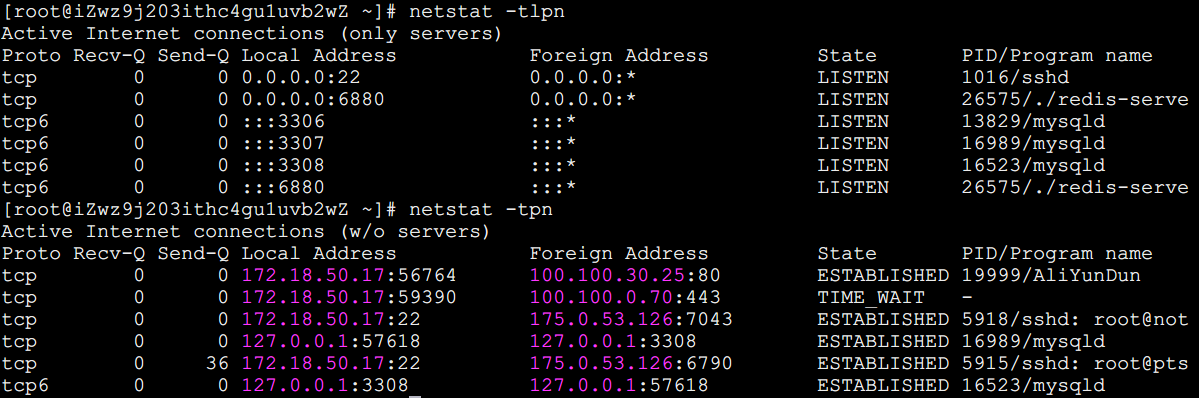 [root@iZwz9j203ithc4gu1uvb2wZ ~]# netstat -tlpn
Active Internet connections (only servers)
Proto Recv-Q Send-Q Local Address           Foreign Address         State       PID/Program name
tcp        0      0 0.0.0.0:22              0.0.0.0:*               LISTEN      1016/sshd
tcp        0      0 0.0.0.0:6880            0.0.0.0:*               LISTEN      26575/./redis-serve
tcp6       0      0 :::3306                 :::*                    LISTEN      13829/mysqld
tcp6       0      0 :::3307                 :::*                    LISTEN      16989/mysqld
tcp6       0      0 :::3308                 :::*                    LISTEN      16523/mysqld
tcp6       0      0 :::6880                 :::*                    LISTEN      26575/./redis-serve
[root@iZwz9j203ithc4gu1uvb2wZ ~]# netstat -tpn
Active Internet connections (w/o servers)
Proto Recv-Q Send-Q Local Address           Foreign Address         State       PID/Program name
tcp        0      0 172.18.50.17:56764      100.100.30.25:80        ESTABLISHED 19999/AliYunDun
tcp        0      0 172.18.50.17:59390      100.100.0.70:443        TIME_WAIT   -
tcp        0      0 172.18.50.17:22         175.0.53.126:7043       ESTABLISHED 5918/sshd: root@not
tcp        0      0 127.0.0.1:57618         127.0.0.1:3308          ESTABLISHED 16989/mysqld
tcp        0     36 172.18.50.17:22         175.0.53.126:6790       ESTABLISHED 5915/sshd: root@pts
tcp6       0      0 127.0.0.1:3308          127.0.0.1:57618         ESTABLISHED 16523/mysqld